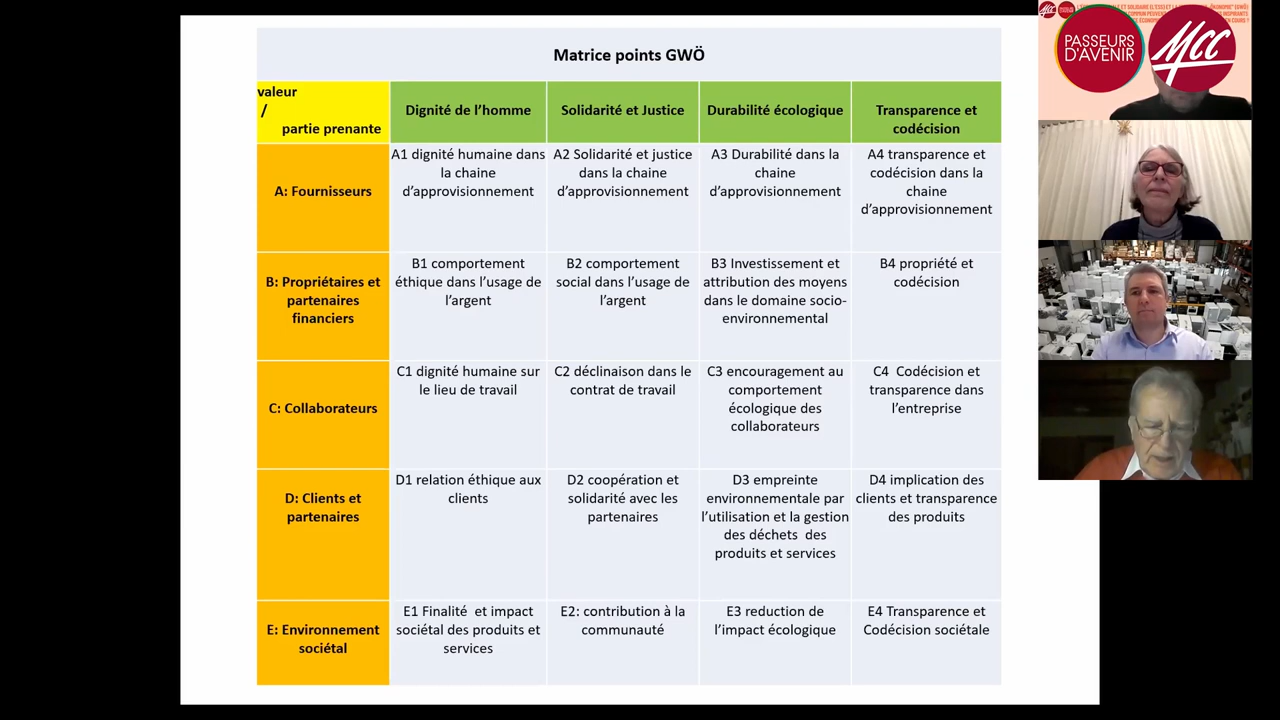 Matrice points GWÖ
valeur
/
partie prenante
Dignité de l’homme
Solidarité et Justice
Durabilité écologique
Transparence et
codécision
A: Fournisseurs
A1 dignité humaine dans
la chaine
d’approvisionnement
A2 Solidarité et justice
dans la chaine
d’approvisionnement
A3 Durabilité dans la
chaine
d’approvisionnement
A4 transparence et
codécision dans la
chaine
d’approvisionnement
B: Propriétaires et
partenaires
financiers
B1 comportement
éthique dans l’usage de
l’argent
B2 comportement
social dans l’usage de
l’argent
B3 Investissement et
attribution des moyens
dans le domaine socio-
environnemental
B4 propriété et
codécision
C: Collaborateurs
C1 dignité humaine sur
le lieu de travail
C2 déclinaison dans le
contrat de travail
C3 encouragement au
comportement
écologique des
collaborateurs
C4 Codécision et
transparence dans
l’entreprise
D: Clients et
partenaires
D1 relation éthique aux
clients
D2 coopération et
solidarité avec les
partenaires
D3 empreinte
environnementale par
l’utilisation et la gestion
des déchets des
produits et services
D4 implication des
clients et transparence
des produits
E: Environnement
sociétal
E1 Finalité et impact
sociétal des produits et
services
E2: contribution à la
communauté
E3 reduction de
l’impact écologique
E4 Transparence et
Codécision sociétale
PASSEURS
D'AVENIR
MCC